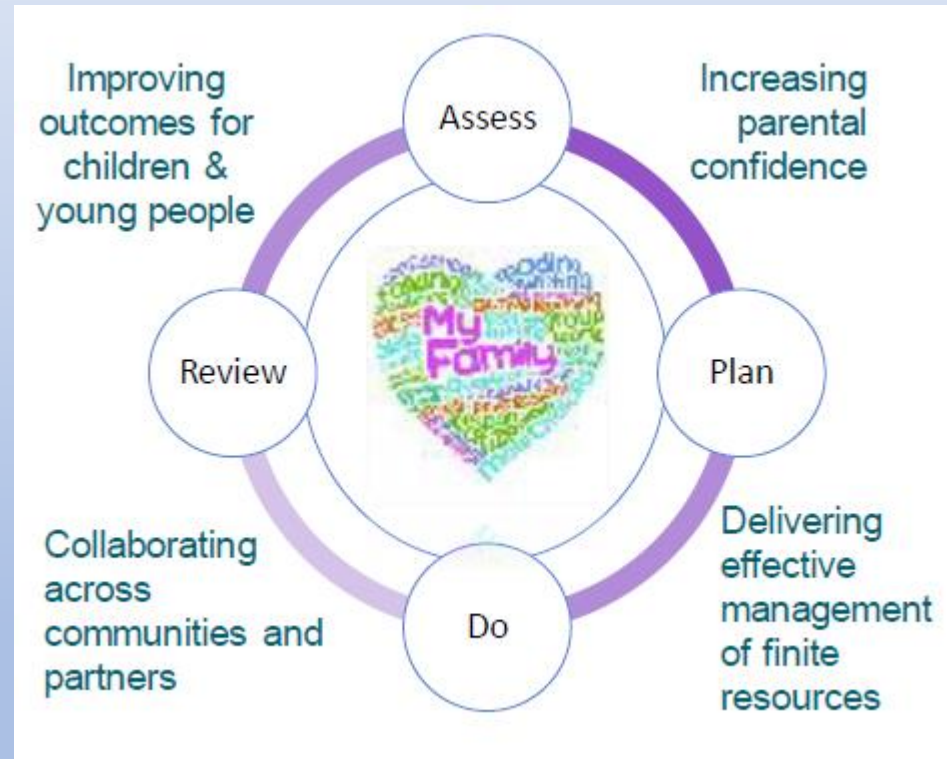 Improving
outcomes for
children &
young people
Assess
Increasing
parental
confidence
Review
My
Family
Plan
Collaborating
across
communities and
partners
Do
Delivering
effective
management
of finite
resources